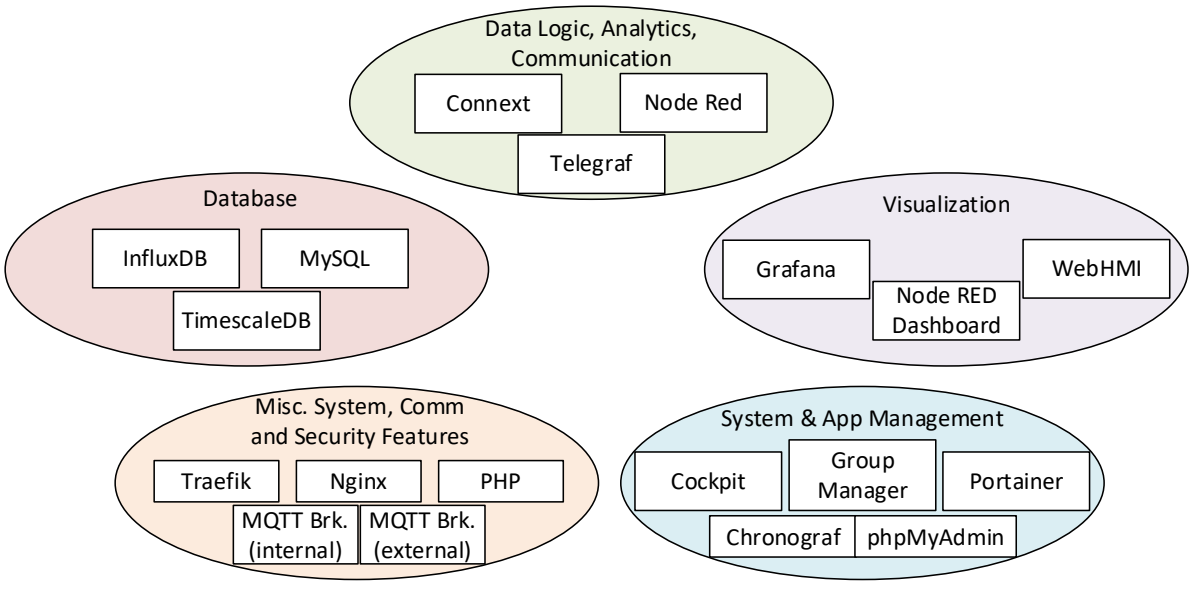 Data Logic, Analytics,
Communication
Connext
Node Red
Telegraf
Database
InfluxDB
MySQL
TimescaleDB
Visualization
Grafana
WebHMI
Node RED
Dashboard
Misc. System, Comm
and Security Features
Traefik
Nginx
PHP
MQTT Brk.
(internal)
MQTT Brk.
(external)
System & App Management
Cockpit
Group
Manager
Portainer
Chronograf
phpMyAdmin